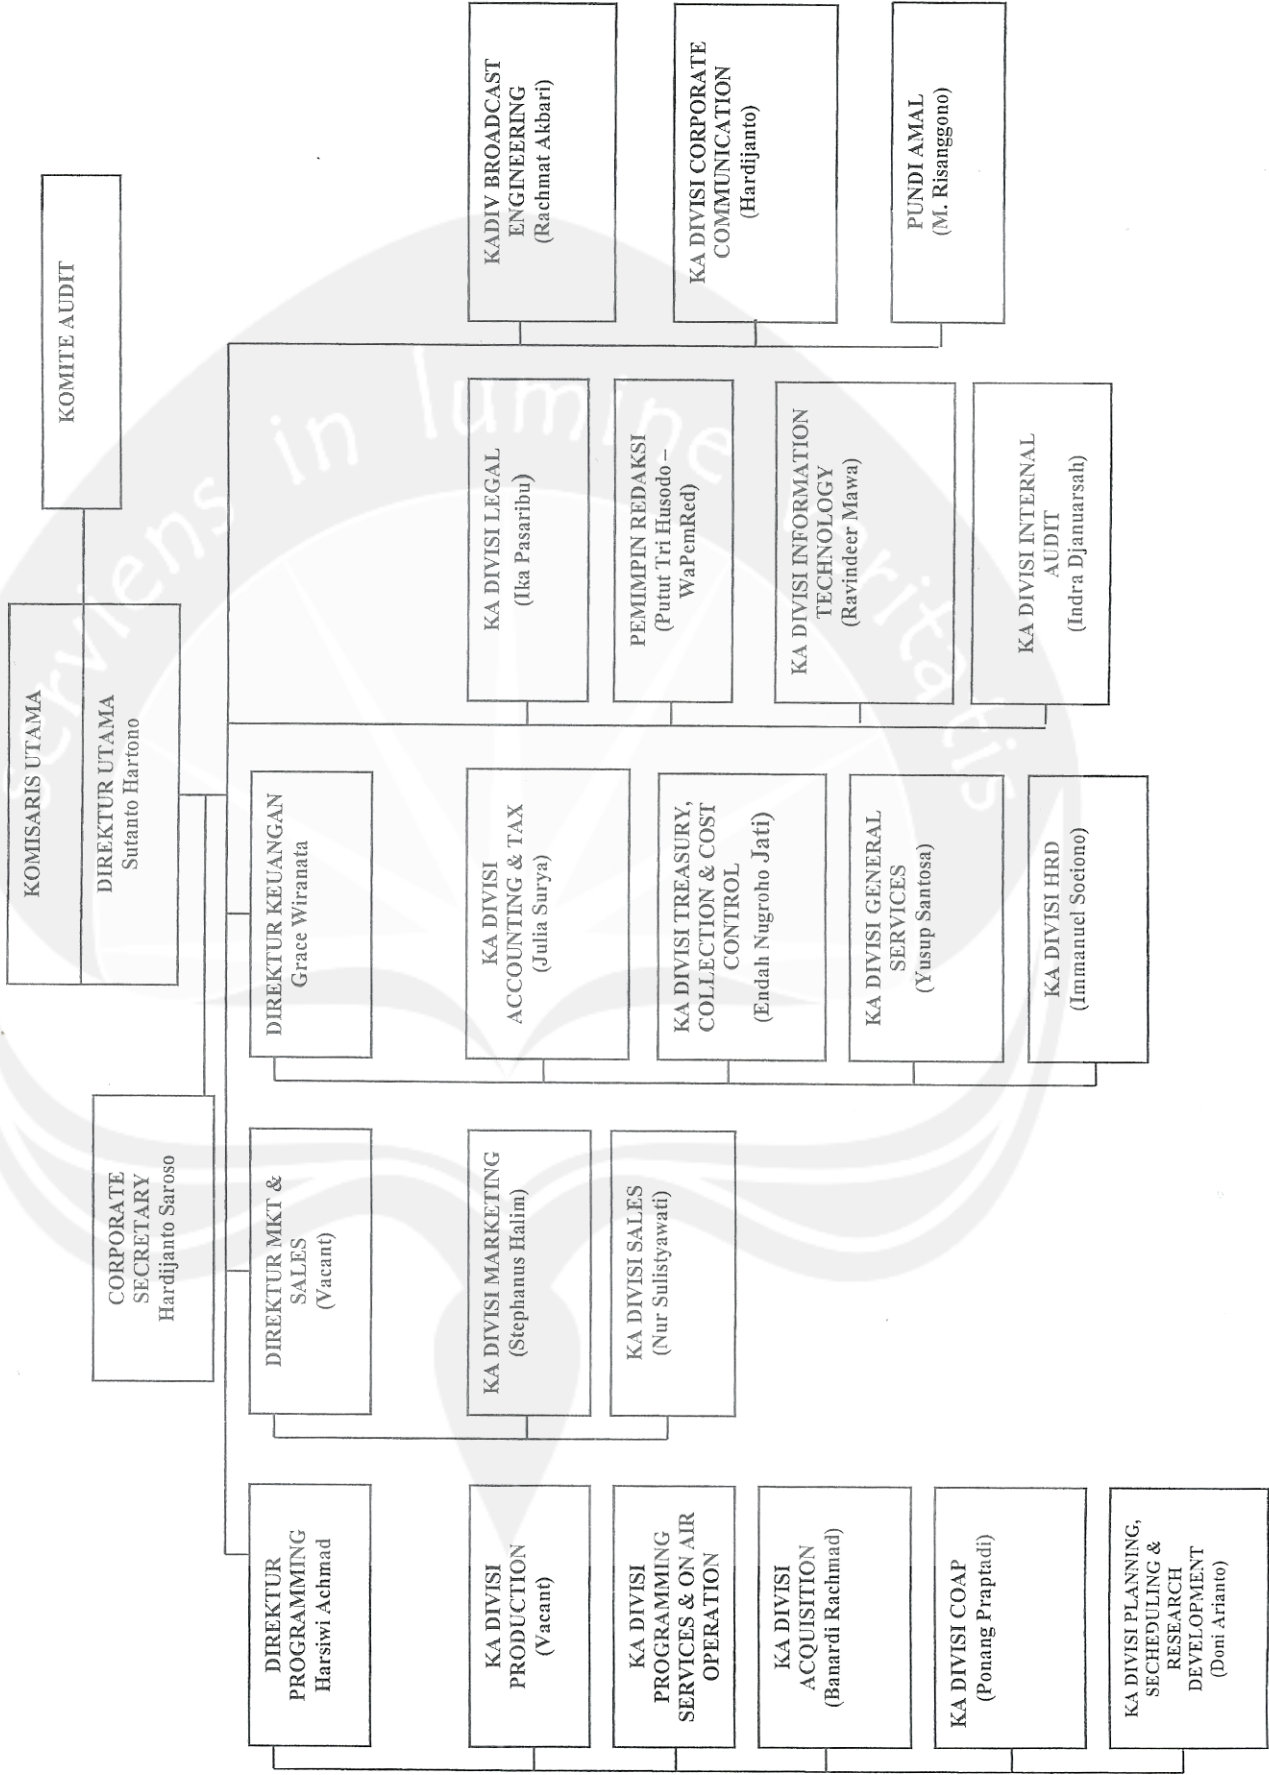 KOMISARIS UTAMA
DIREKTUR UTAMA
Sutanto Hartono
KOMITE AUDIT
CORPORATE
SECRETARY
Hardijanto Saroso
DIREKTUR
PROGRAMMING
Harsiwi Achmad
DIREKTUR MKT &
SALES
(Vacant)
DIREKTUR KEUANGAN
Grace Wiranata
KA DIVISI
PRODUCTION
(Vacant)
KA DIVISI
PROGRAMMING
SERVICES & ON AIR
OPERATION
KA DIVISI
ACQUISITION
(Banardi Rachmad)
KA DIVISI COAP
(Ponang Praptadi)
KA DIVISI PLANNING,
SECHEDULING &
RESEARCH
DEVELOPMENT
(Doni Arianto)
KA DIVISI MARKETING
(Stephanus Halim)
KA DIVISI SALES
(Nur Sulistyawati)
KA DIVISI
ACCOUNTING & TAX
(Julia Surya)
KA DIVISI TREASURY,
COLLECTION & COST
CONTROL
(Endah Nugroho Jati)
KA DIVISI GENERAL
SERVICES
(Yusup Santosa)
KA DIVISI HRD
(Immanuel Soeiono)
KA DIVISI LEGAL
(Ika Pasaribu)
PEMIMPIN REDAKSI
(Putut Tri Husodo –
WaPemRed)
KA DIVISI INFORMATION
TECHNOLOGY
(Ravindeer Mawa)
KA DIVISI INTERNAL
AUDIT
(Indra Djanuarsah)
KADIV BROADCAST
ENGINEERING
(Rachmat Akbari)
KA DIVISI CORPORATE
COMMUNICATION
(Hardijanto)
PUNDI AMAL
(M. Risanggono)
serviens in lumine veritatis